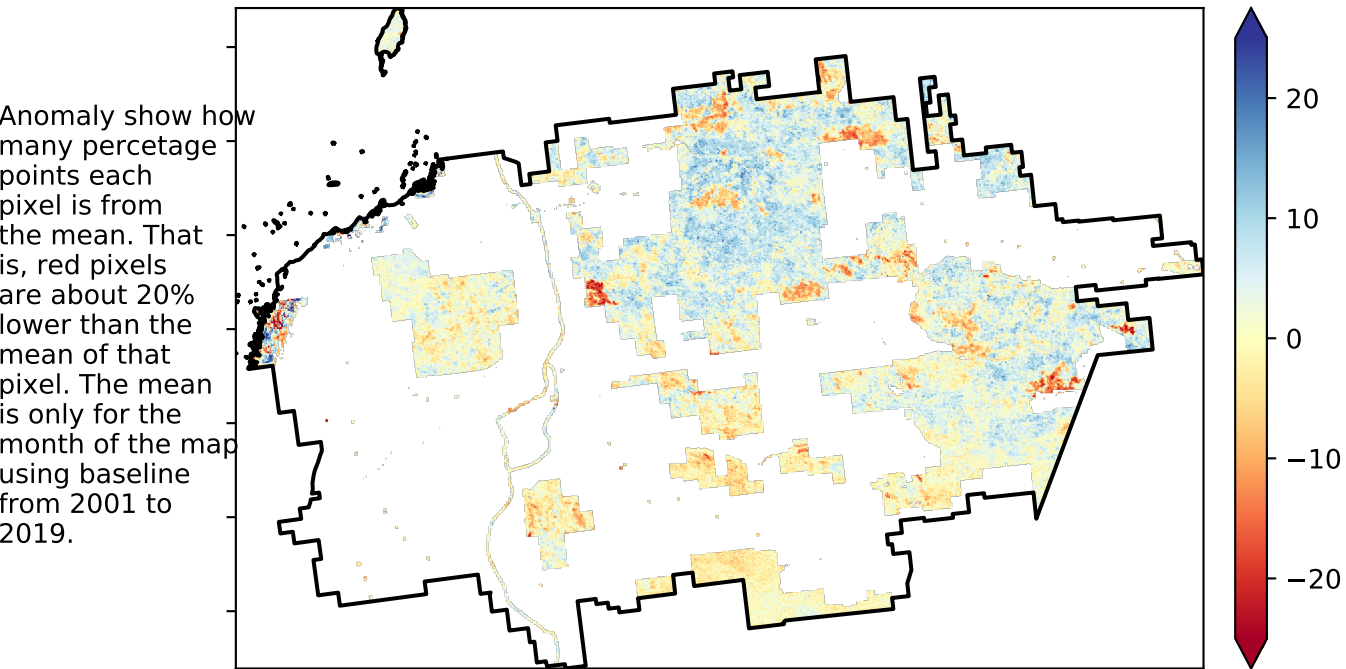 Anomaly show how
many percetage
points each
pixel is from
the mean. That
is, red pixels
are about 20%
lower than the
mean of that
pixel. The mean
is only for the
month of the map
using baseline
from 2001 to
2019.
20
10
0
−10
−20